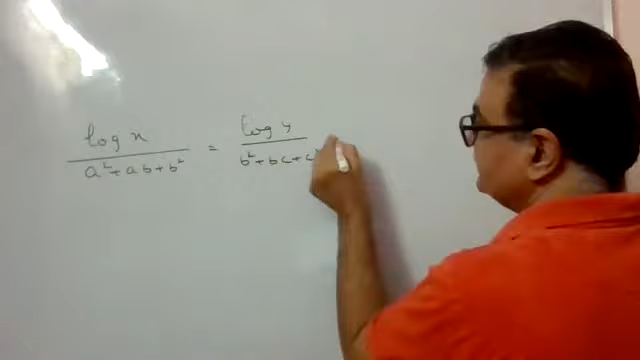 log x / a² + ab + b² = log y / b² + bc + c²